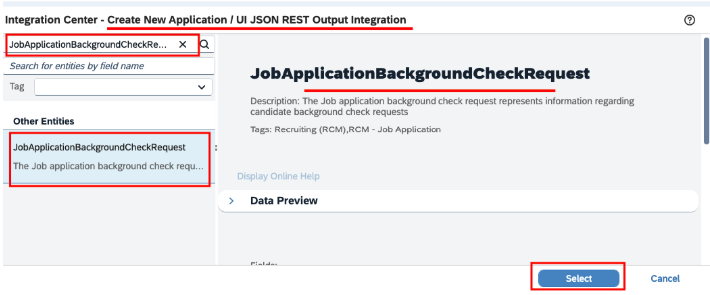 Integration Center - Create New Application / UI JSON REST Output Integration
JobApplicationBackgroundCheckRe...
Search for entities by field name
Tag
Other Entities
JobApplicationBackgroundCheckRequest
The Job application background check requ...
JobApplicationBackgroundCheckRequest
Description: The Job application background check request represents information regarding
candidate background check requests
Tags: Recruiting (RCM),RCM - Job Application
Display Online Help
Data Preview
Fields:
Select
Cancel